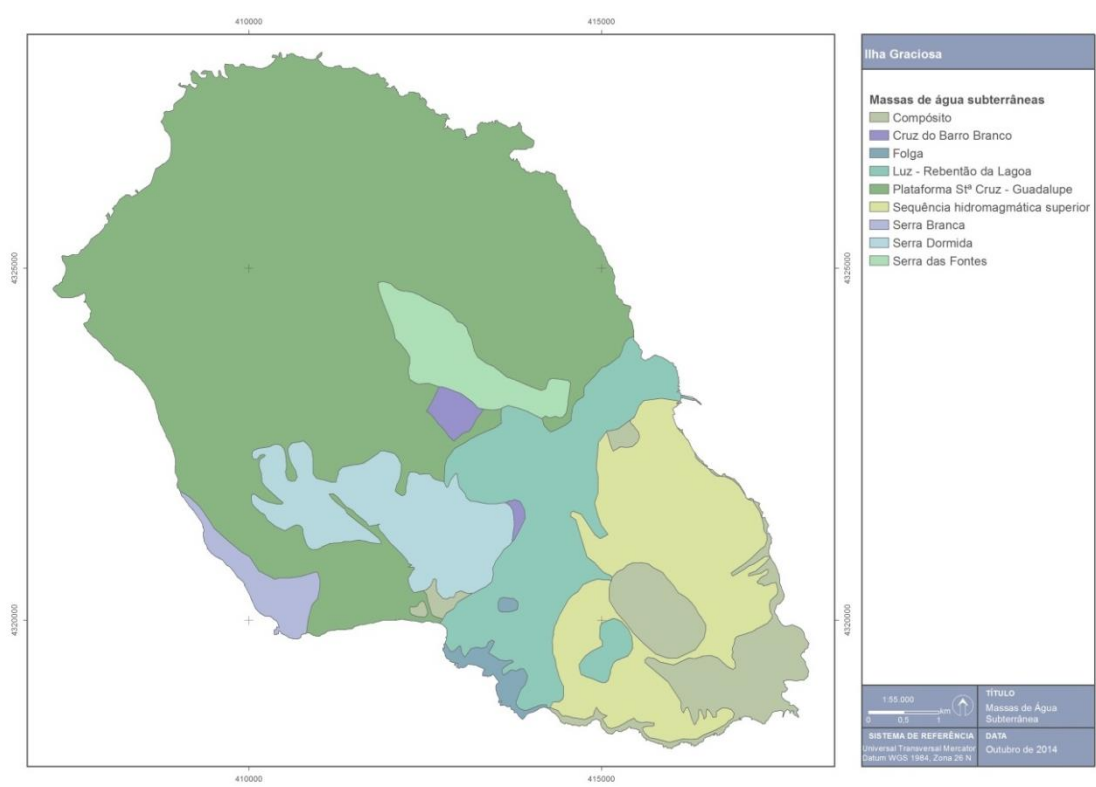 410000
415000
Ilha Graciosa
Massas de água subterrâneas
Compósito
Cruz do Barro Branco
Folga
Luz - Rebentão da Lagoa
Plataforma Stª Cruz - Guadalupe
Sequência hidromagmática superior
Serra Branca
Serra Dormida
Serra das Fontes
4325000
4325000
4320000
4320000
1:55.000
km
0 0,5 1
TÍTULO
Massas de Água
Subterrânea
SISTEMA DE REFERÊNCIA
Universal Transversal Mercator
Datum WGS 1984, Zona 26 N
DATA
Outubro de 2014
410000
415000